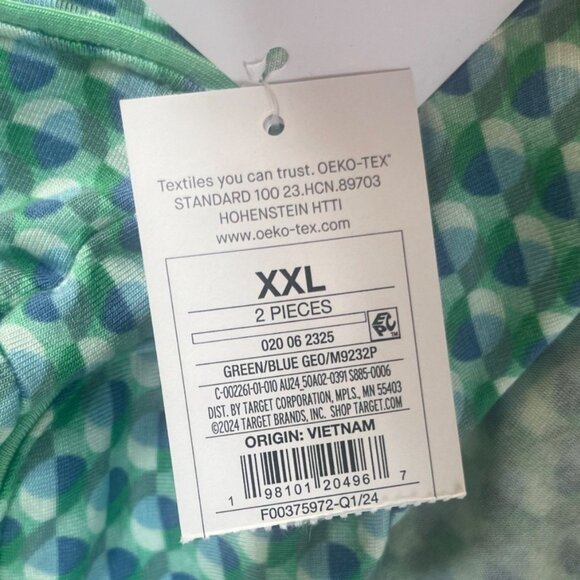 Textiles you can trust. OEKO-TEX®
STANDARD 100 23.HCN.89703
HOHENSTEIN HTTI
www.oeko-tex.com
XXL
2 PIECES
EPC™
020 06 2325
GREEN/BLUE GEO/M9232P
C-002261-01-010 AU24_50A02-0391 S885-0006
DIST. BY TARGET CORPORATION, MPLS., MN 55403
©2024 TARGET BRANDS, INC. SHOP TARGET.COM
ORIGIN: VIETNAM
1 98101 20496 7
F00375972-Q1/24